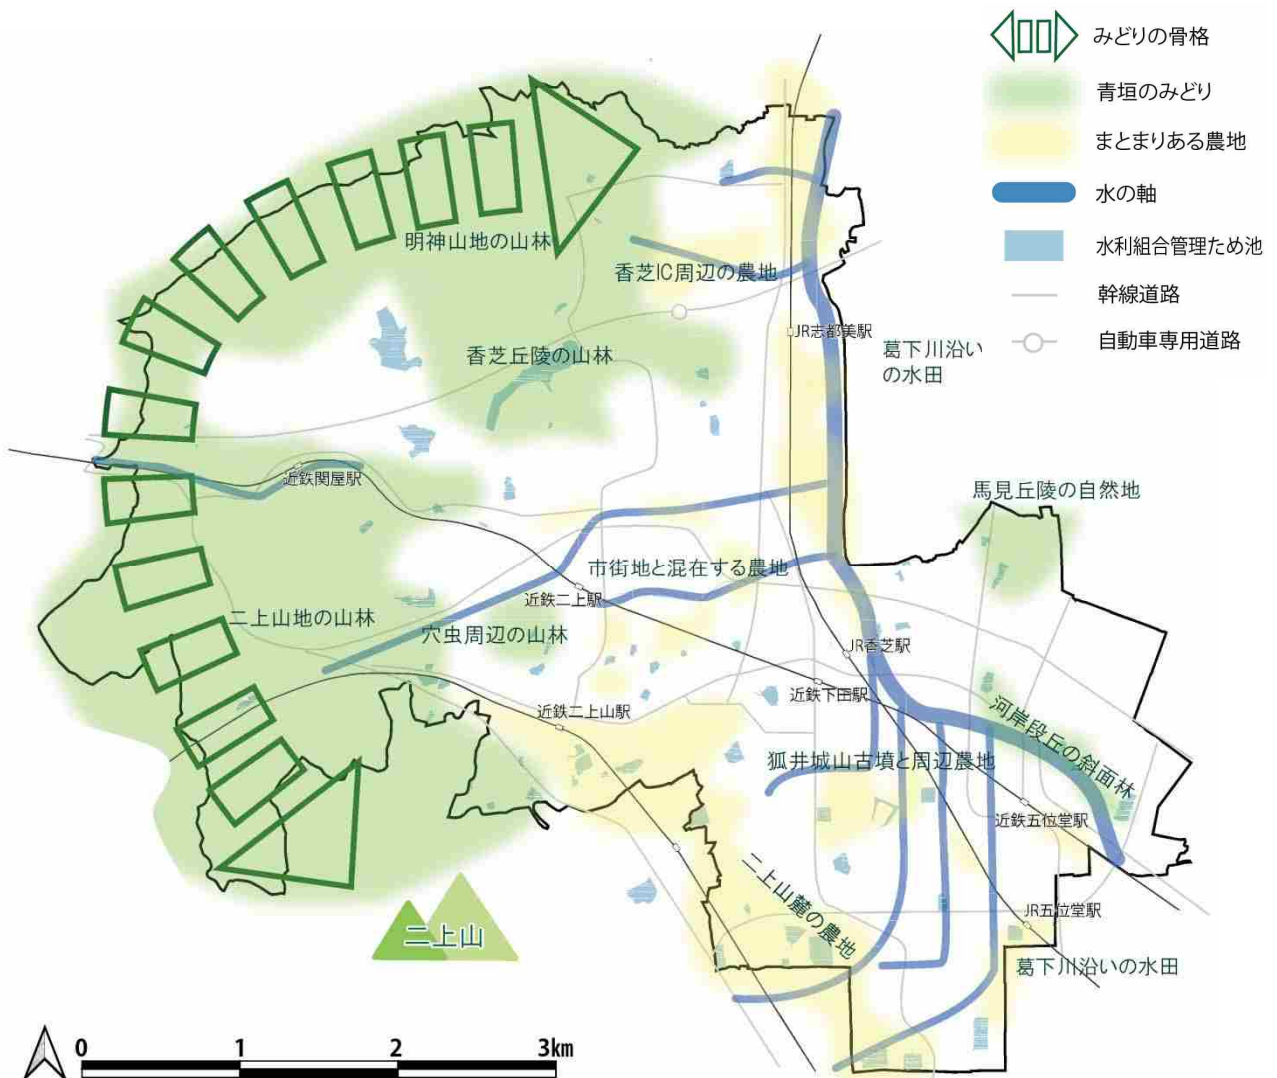 みどりの骨格
青垣のみどり
まとまりある農地
水の軸
水利組合管理ため池
幹線道路
自動車専用道路
明神山地の山林
香芝IC周辺の農地
JR志都美駅
葛下川沿い
の水田
香芝丘陵の山林
近鉄関屋駅
馬見丘陵の自然地
市街地と混在する農地
近鉄二上駅
二上山地の山林
穴虫周辺の山林
JR香芝駅
近鉄下田駅
近鉄二上山駅
河岸段丘の斜面林
狐井城山古墳と周辺農地
近鉄五位堂駅
二上山麓の農地
JR五位堂駅
二上山
葛下川沿いの水田
0 1 2 3km